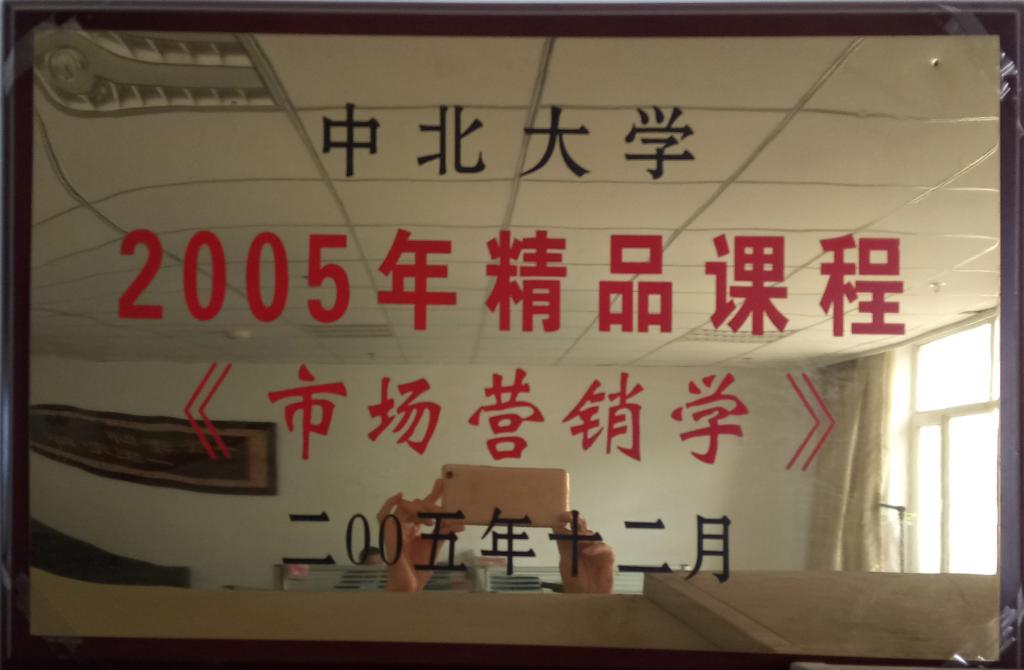 中北大学
2005年精品课程
《市场营销学》
二00五年十二月